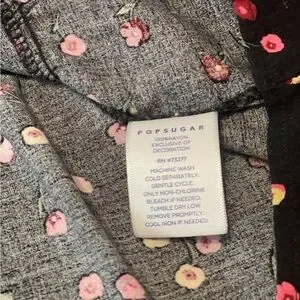 POPSUGAR
100%RAYON
EXCLUSIVE OF
DECORATION
RN #73277
MACHINE WASH
COLD SEPARATELY.
GENTLE CYCLE.
ONLY NON-CHLORINE
BLEACH IF NEEDED.
TUMBLE DRY LOW
REMOVE PROMPTLY.
COOL IRON IF NEEDED.